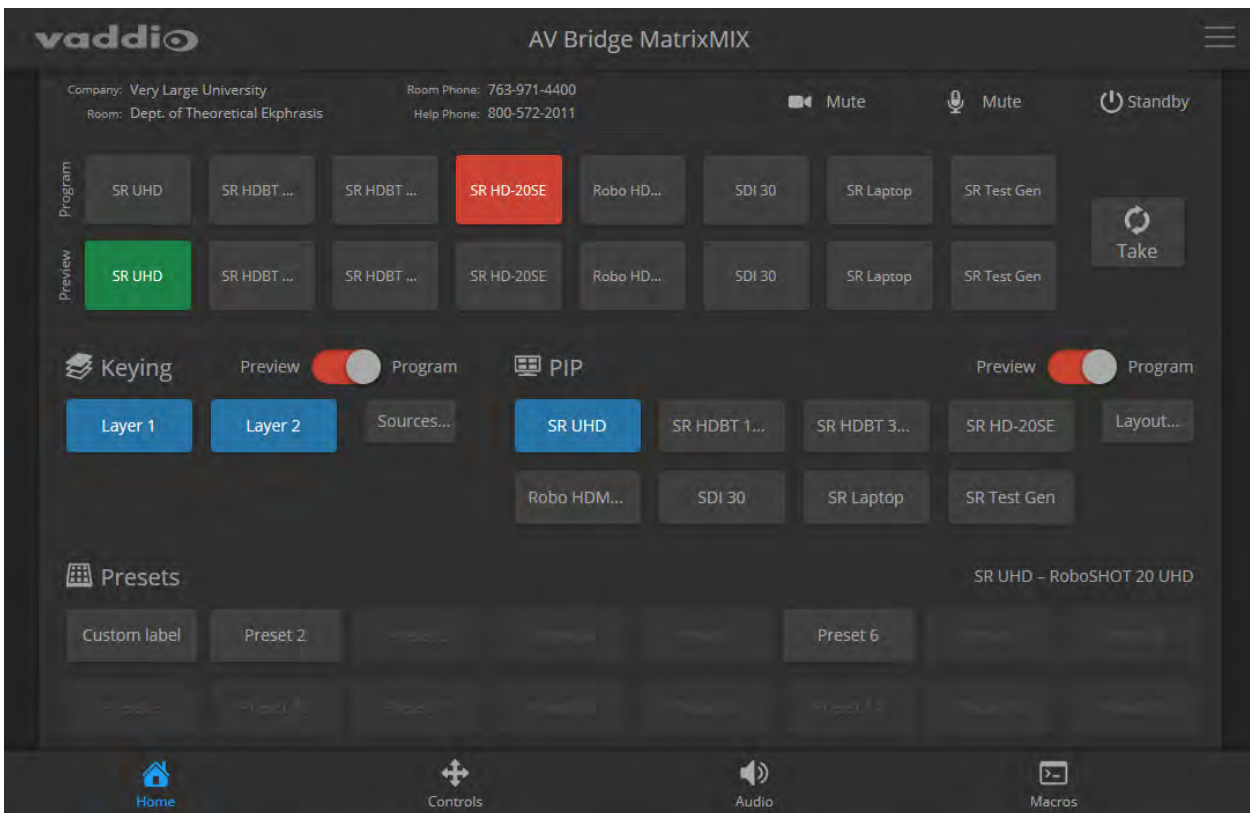 vaddio
AV Bridge MatrixMIX
Company: Very Large University
Room: Dept. of Theoretical Ekphrasis
Room Phone: 763-971-4400
Help Phone: 800-572-2011
Mute
Mute
Standby
Program
SR UHD
SR HDBT ...
SR HDBT ...
SR HD-20SE
Robo HD...
SDI 30
SR Laptop
SR Test Gen
Preview
SR UHD
SR HDBT ...
SR HDBT ...
SR HD-20SE
Robo HD...
SDI 30
SR Laptop
SR Test Gen
Take
Keying
Preview
Program
Layer 1
Layer 2
Sources...
PIP
Preview
Program
SR UHD
SR HDBT 1...
SR HDBT 3...
SR HD-20SE
Layout...
Robo HDM...
SDI 30
SR Laptop
SR Test Gen
Presets
SR UHD – RoboSHOT 20 UHD
Custom label
Preset 2
Preset 6
Home
Controls
Audio
Macros